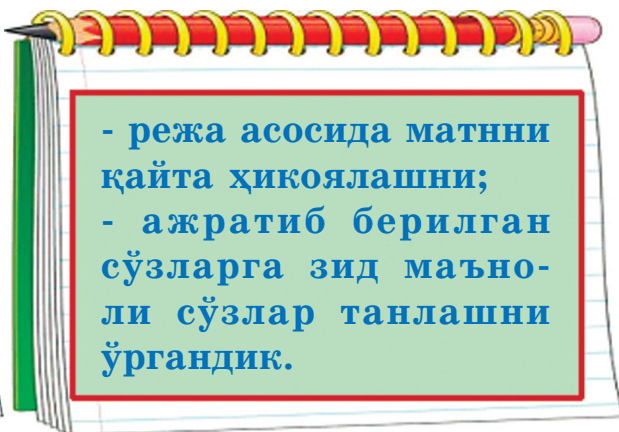 - режа асосида матнни
қайта ҳикоялашни;
- ажратиб берилган
сўзларга зид маъно-
ли сўзлар танлашни
ўргандик.